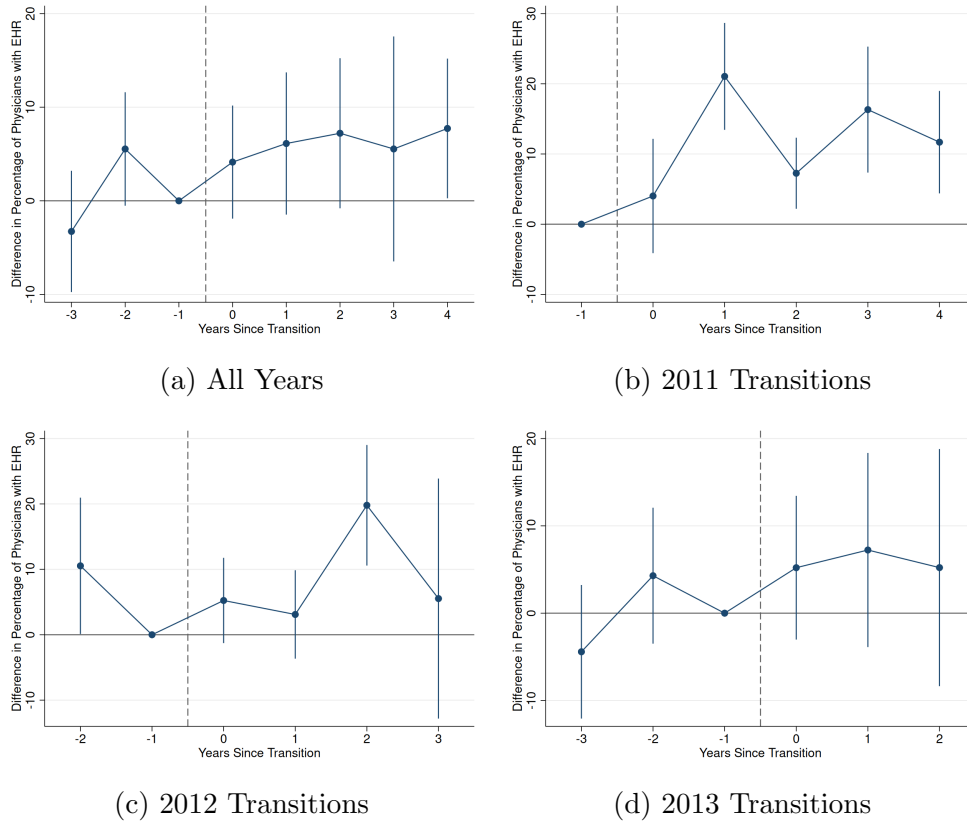 Difference in Percentage of Physicians with EHR
20
10
0
-10
-3 -2 -1 0 1 2 3 4
Years Since Transition
(a) All Years
Difference in Percentage of Physicians with EHR
30
20
10
0
-10
-1 0 1 2 3 4
Years Since Transition
(b) 2011 Transitions
Difference in Percentage of Physicians with EHR
30
20
10
0
-10
-2 -1 0 1 2 3
Years Since Transition
(c) 2012 Transitions
Difference in Percentage of Physicians with EHR
20
10
0
-10
-3 -2 -1 0 1 2
Years Since Transition
(d) 2013 Transitions